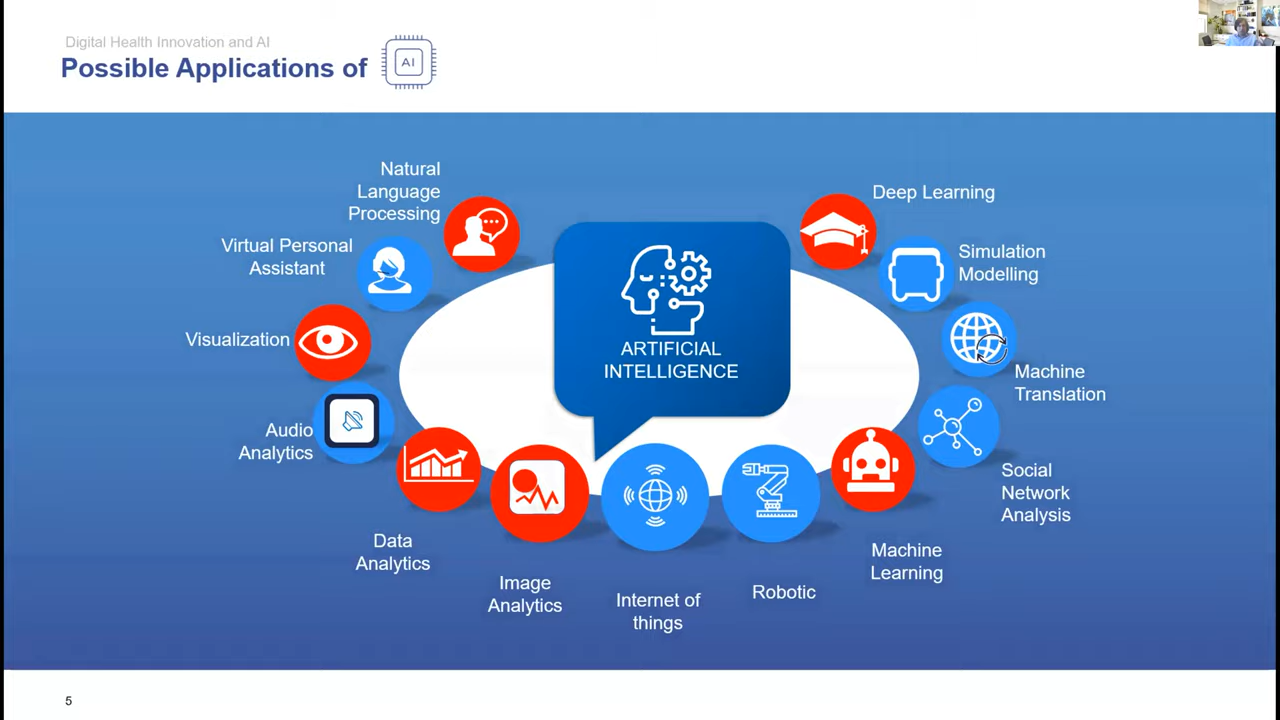 Digital Health Innovation and AI
Possible Applications of
AI
Natural
Language
Processing
Deep Learning
Virtual Personal
Assistant
Simulation
Modelling
Visualization
ARTIFICIAL
INTELLIGENCE
Machine
Translation
Audio
Analytics
Social
Network
Analysis
Data
Analytics
Image
Analytics
Internet of
things
Robotic
Machine
Learning
5